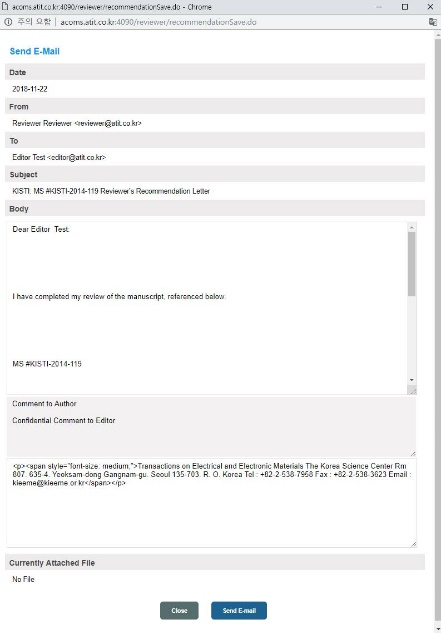 acoms.atit.co.kr:4090/reviewer/recommendationSave.do - Chrome
주의 요함 | acoms.atit.co.kr:4090/reviewer/recommendationSave.do
Send E-Mail
Date
2018-11-22
From
Reviewer Reviewer <reviewer@atit.co.kr>
To
Editor Test <editor@atit.co.kr>
Subject
KISTI, MS #KISTI-2014-119 Reviewer's Recommendation Letter
Body
Dear Editor Test:
I have completed my review of the manuscript, referenced below.
MS #KISTI-2014-119
Comment to Author
Confidential Comment to Editor
<p><span style="font-size: medium;">Transactions on Electrical and Electronic Materials The Korea Science Center Rm
807, 635-4, Yeoksam-dong Gangnam-gu, Seoul 135-703, R. O. Korea Tel : +82-2-538-7958 Fax : +82-2-538-3623 Email :
kieeme@kieeme.or.kr</span></p>
Currently Attached File
No File
Close Send E-mail